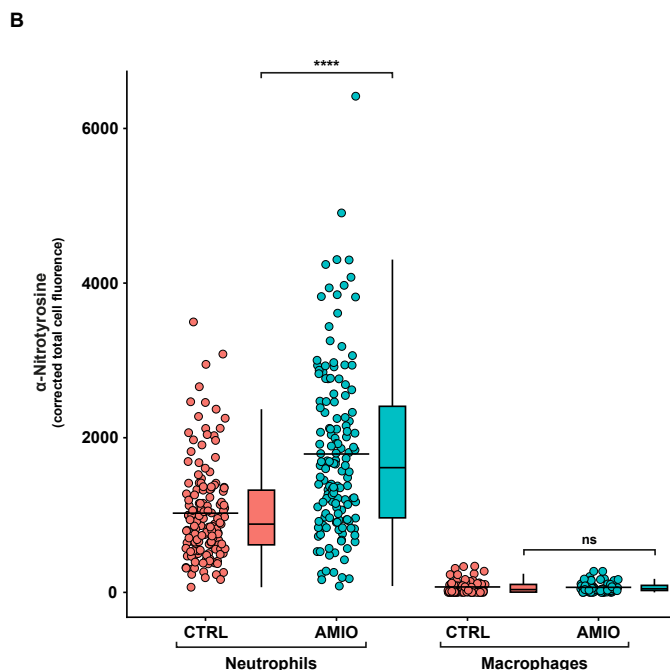 B
****
6000
4000
2000
0
α-Nitrotyrosine
(corrected total cell fluorence)
ns
CTRL AMIO CTRL AMIO
Neutrophils Macrophages